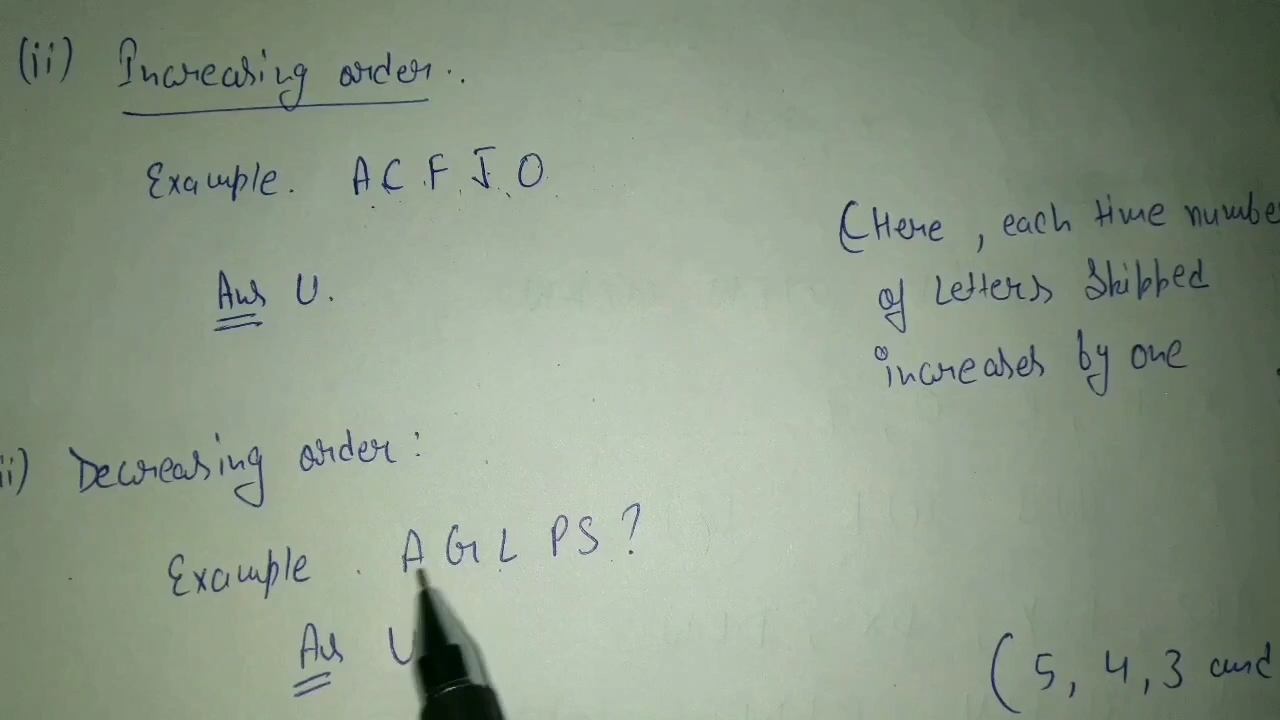 (ii) Increasing order.
Example. A C F J O
(Here, each time number
Ans U.
of letters skipped
increases by one
ii) Decreasing order:
Example. A G L P S ?
Ans U
(5, 4, 3 and